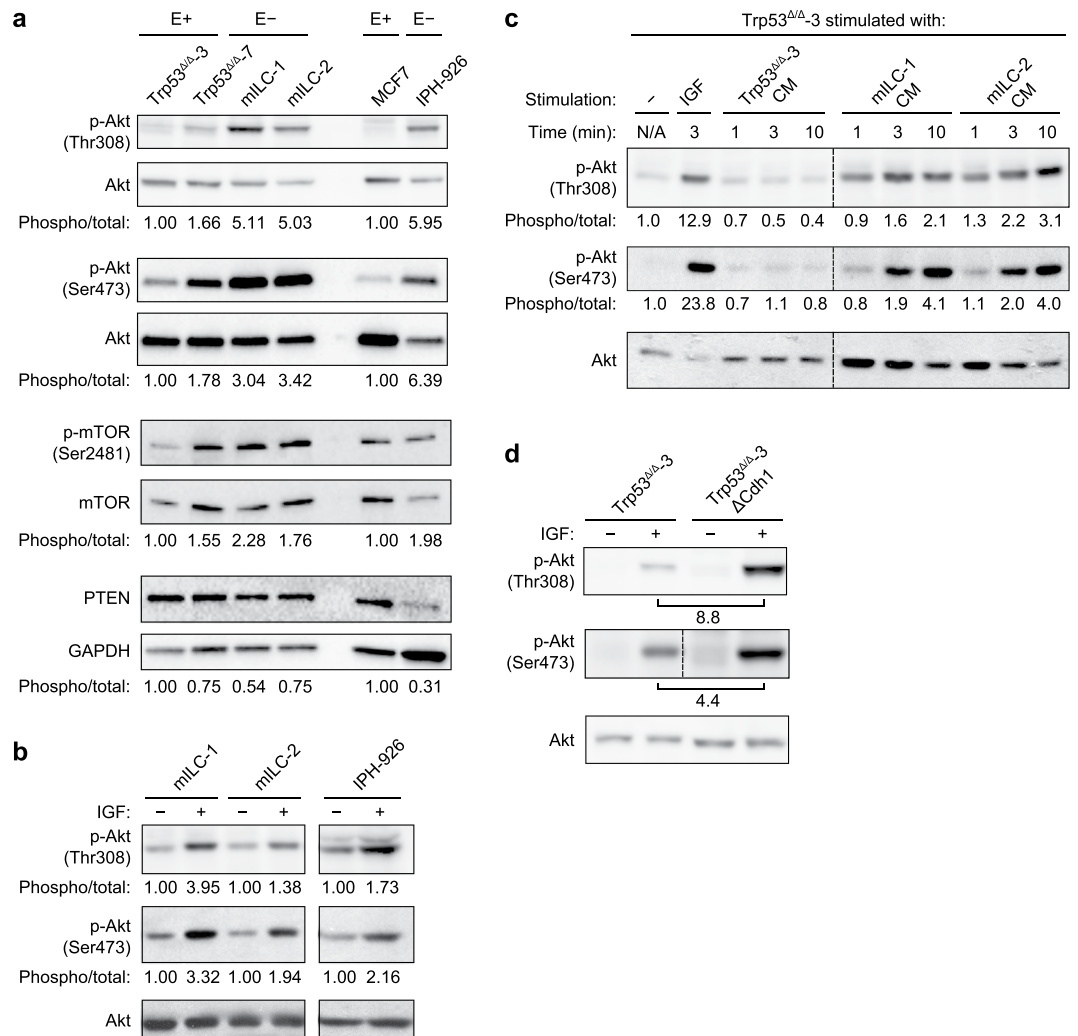 a
E+ E− E+ E−
Trp53Δ/Δ-3 Trp53Δ/Δ-7 mILC-1 mILC-2 MCF7 IPH-926
p-Akt
(Thr308)
Akt
Phospho/total: 1.00 1.66 5.11 5.03 1.00 5.95
p-Akt
(Ser473)
Akt
Phospho/total: 1.00 1.78 3.04 3.42 1.00 6.39
p-mTOR
(Ser2481)
mTOR
Phospho/total: 1.00 1.55 2.28 1.76 1.00 1.98
PTEN
GAPDH
Phospho/total: 1.00 0.75 0.54 0.75 1.00 0.31
b
mILC-1 mILC-2 IPH-926
IGF: − + − + − +
p-Akt
(Thr308)
Phospho/total: 1.00 3.95 1.00 1.38 1.00 1.73
p-Akt
(Ser473)
Phospho/total: 1.00 3.32 1.00 1.94 1.00 2.16
Akt
c
Trp53Δ/Δ-3 stimulated with:
Stimulation: – IGF Trp53Δ/Δ-3 CM mILC-1 CM mILC-2 CM
Time (min): N/A 3 1 3 10 1 3 10 1 3 10
p-Akt
(Thr308)
Phospho/total: 1.0 12.9 0.7 0.5 0.4 0.9 1.6 2.1 1.3 2.2 3.1
p-Akt
(Ser473)
Phospho/total: 1.0 23.8 0.7 1.1 0.8 0.8 1.9 4.1 1.1 2.0 4.0
Akt
d
Trp53Δ/Δ-3 Trp53Δ/Δ-3
ΔCdh1
IGF: − + − +
p-Akt
(Thr308)
8.8
p-Akt
(Ser473)
4.4
Akt